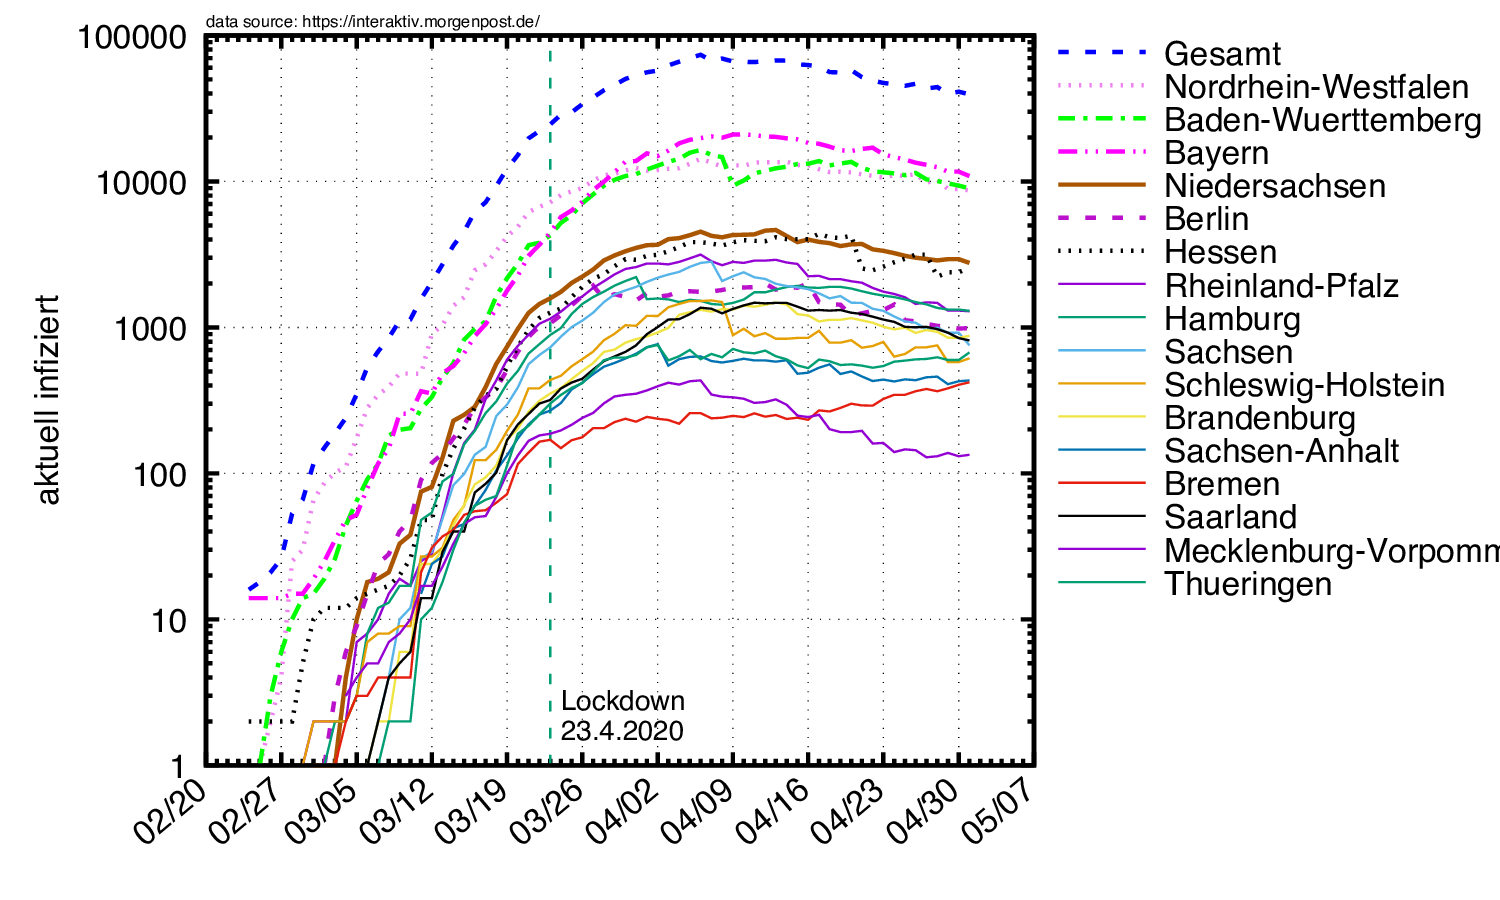 data source: https://interaktiv.morgenpost.de/
100000
10000
1000
100
10
1
aktuell infiziert
Lockdown
23.4.2020
02/20
02/27
03/05
03/12
03/19
03/26
04/02
04/09
04/16
04/23
04/30
05/07
Gesamt
Nordrhein-Westfalen
Baden-Wuerttemberg
Bayern
Niedersachsen
Berlin
Hessen
Rheinland-Pfalz
Hamburg
Sachsen
Schleswig-Holstein
Brandenburg
Sachsen-Anhalt
Bremen
Saarland
Mecklenburg-Vorpomm
Thueringen